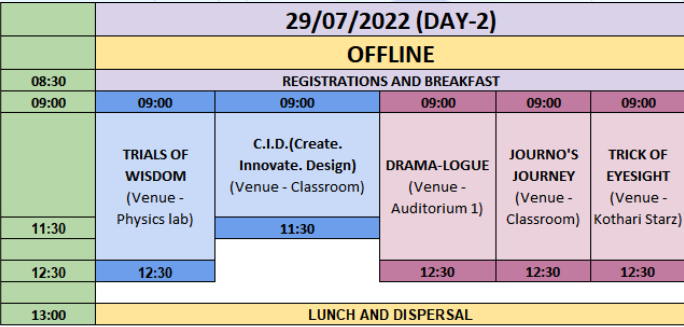 29/07/2022 (DAY-2)
OFFLINE
08:30 REGISTRATIONS AND BREAKFAST
09:00 09:00 09:00 09:00 09:00 09:00
TRIALS OF
WISDOM
(Venue -
Physics lab)
C.I.D.(Create.
Innovate. Design)
(Venue - Classroom)
DRAMA-LOGUE
(Venue -
Auditorium 1)
JOURNO'S
JOURNEY
(Venue -
Classroom)
TRICK OF
EYESIGHT
(Venue -
Kothari Starz)
11:30 11:30
12:30 12:30 12:30 12:30 12:30
13:00 LUNCH AND DISPERSAL